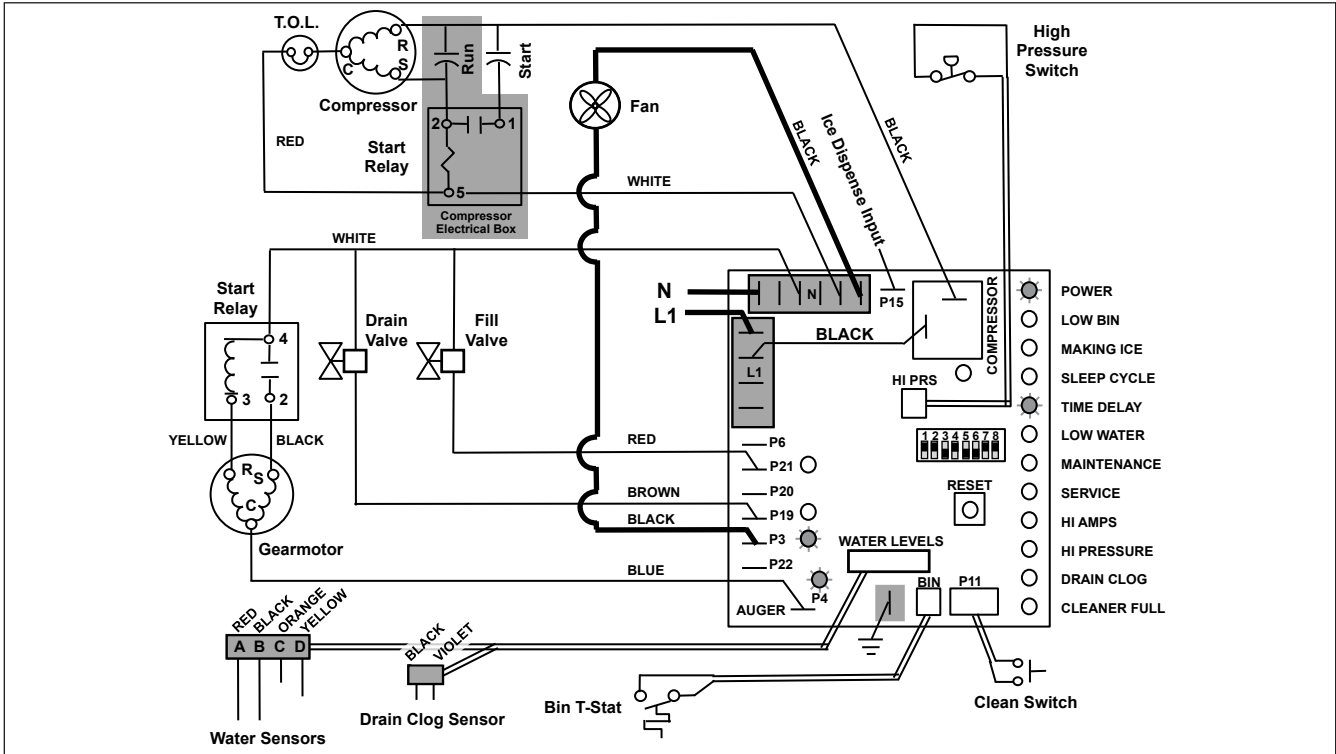 T.O.L.
R
S
C
Compressor
Run
Start
2
1
5
Start
Relay
Compressor
Electrical Box
RED
Fan
BLACK
Ice Dispense Input
BLACK
High
Pressure
Switch
WHITE
WHITE
Start
Relay
4
3
2
YELLOW
BLACK
R
S
C
Gearmotor
Drain
Valve
Fill
Valve
N
L1
N
P15
BLACK
L1
COMPRESSOR
HI PRS
1 2 3 4 5 6 7 8
RESET
RED
P6
P21
P20
BROWN
P19
BLACK
P3
P22
BLUE
P4
AUGER
WATER LEVELS
BIN
P11
POWER
LOW BIN
MAKING ICE
SLEEP CYCLE
TIME DELAY
LOW WATER
MAINTENANCE
SERVICE
HI AMPS
HI PRESSURE
DRAIN CLOG
CLEANER FULL
RED
BLACK
ORANGE
YELLOW
A B C D
Water Sensors
BLACK
VIOLET
Drain Clog Sensor
Bin T-Stat
Clean Switch